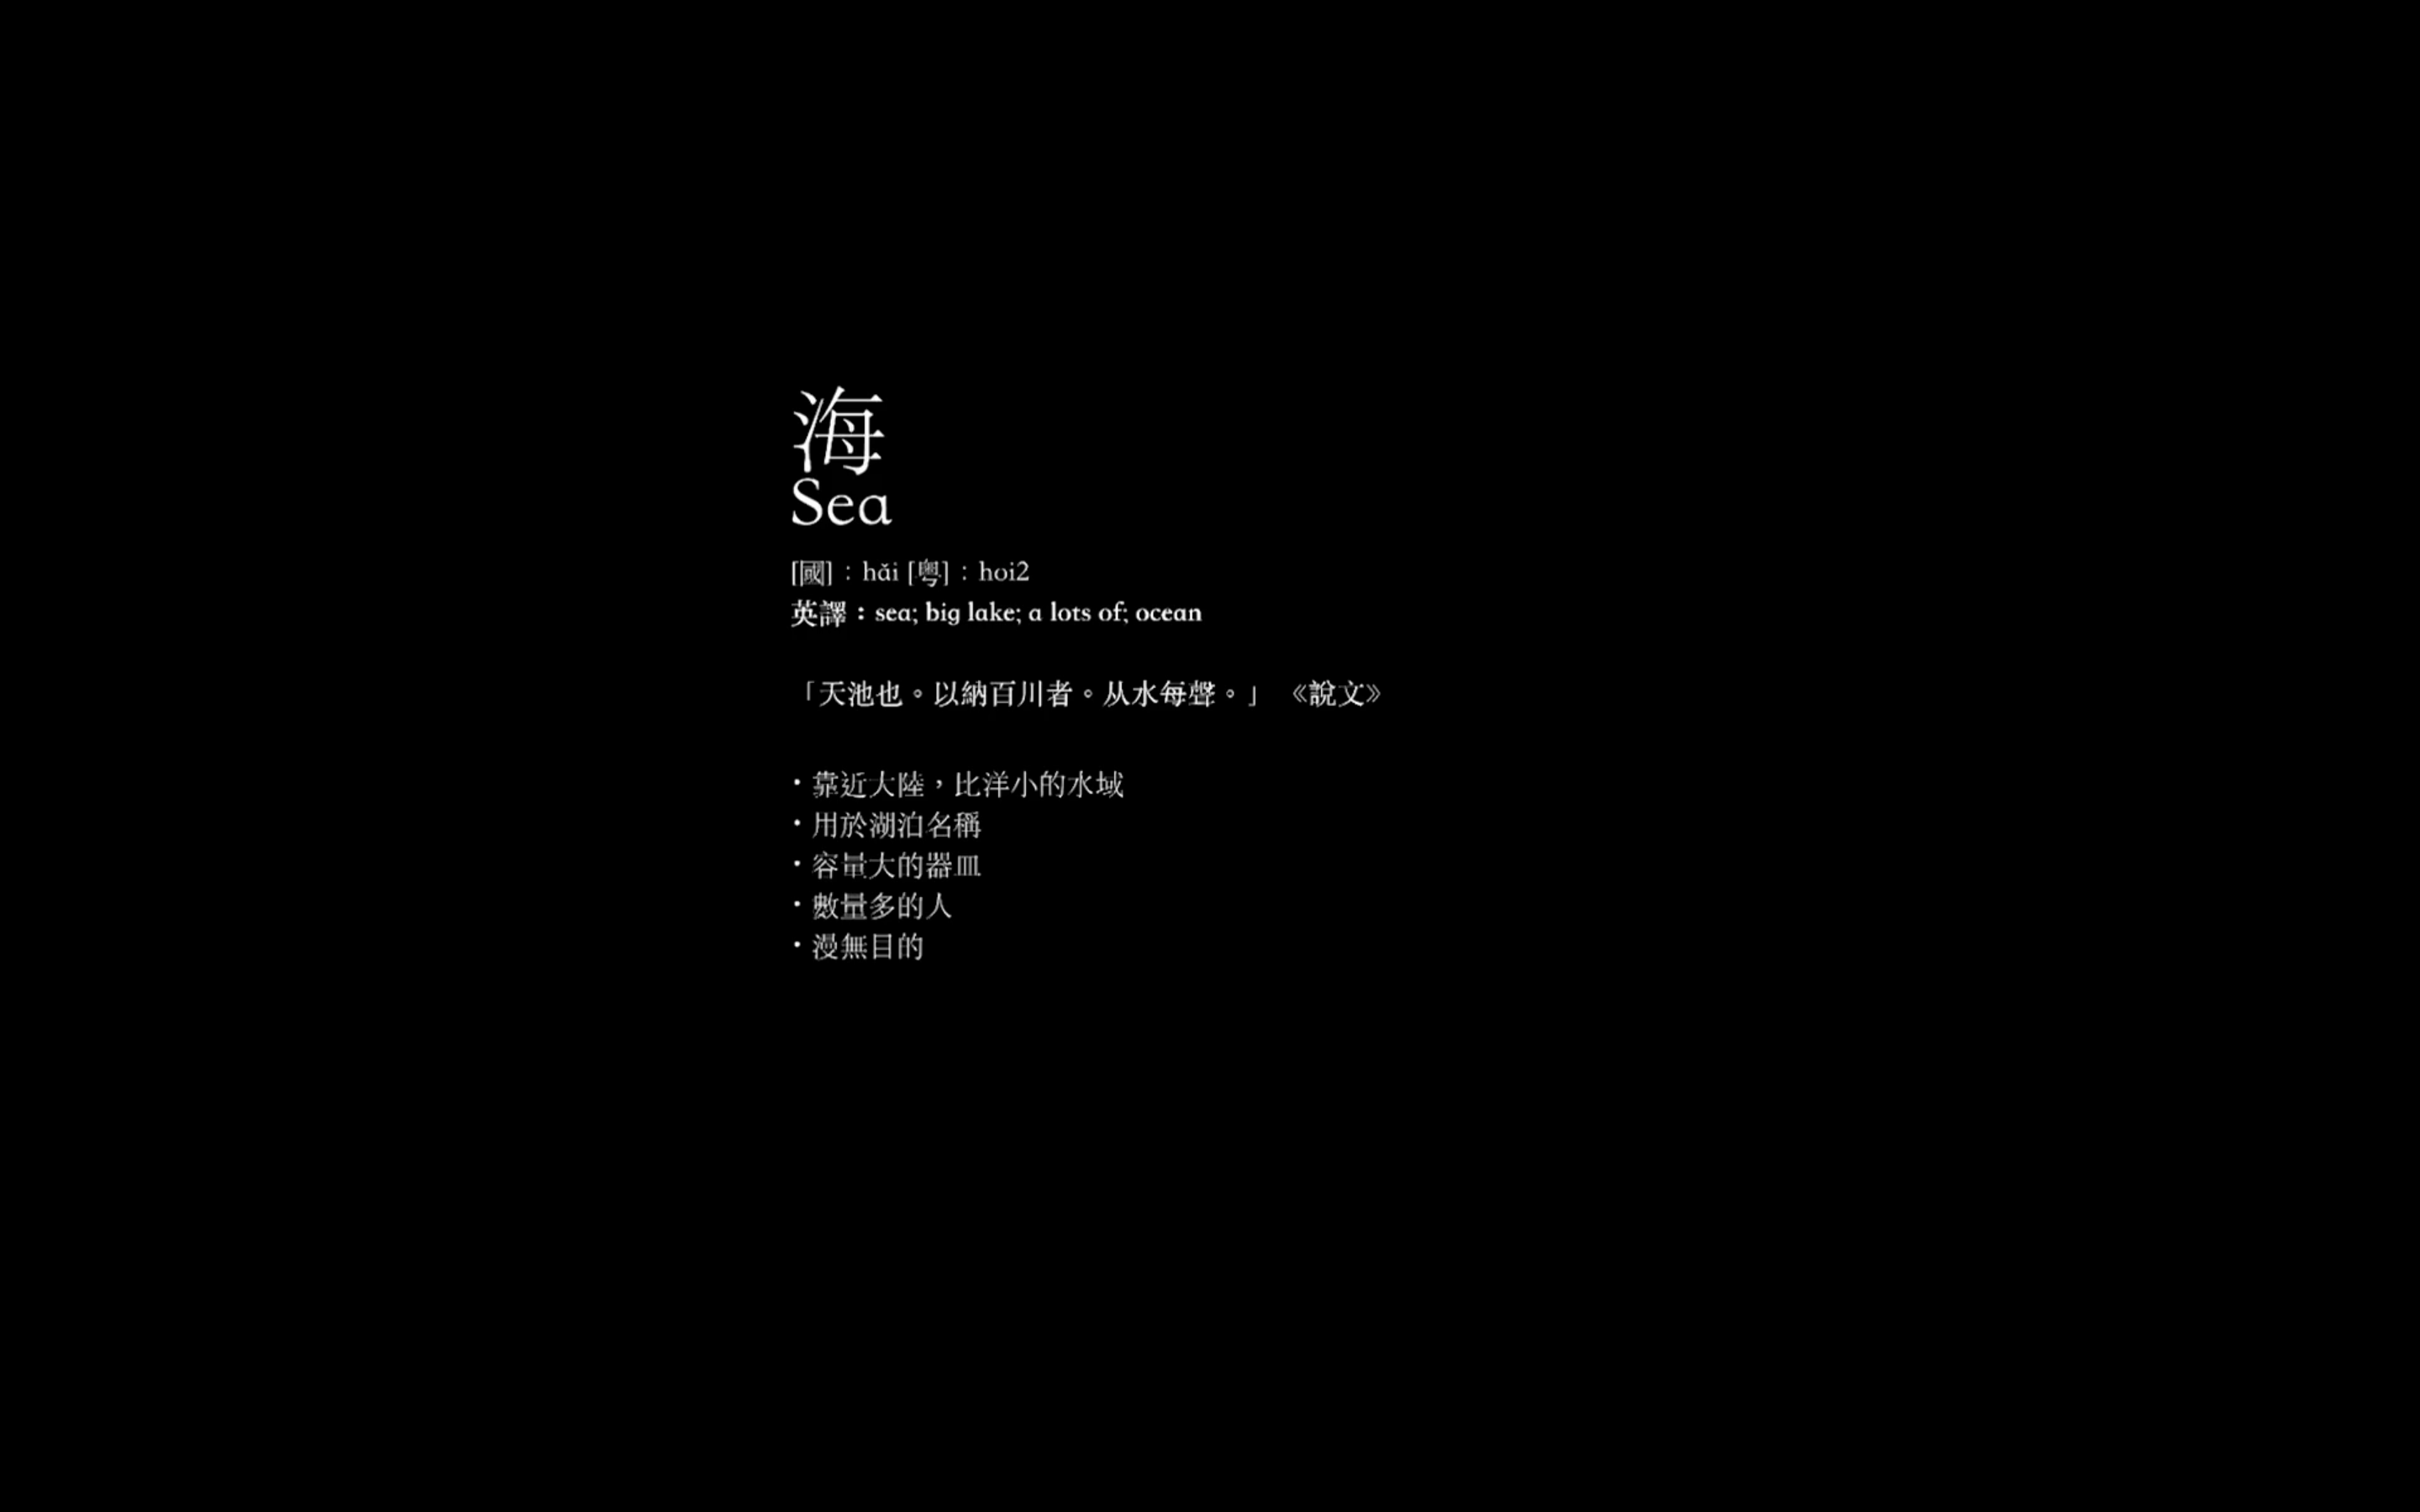 海
Sea
[國]：hǎi [粵]：hoi2
英譯：sea; big lake; a lots of; ocean
「天池也。以納百川者。从水每聲。」 《說文》
・靠近大陸，比洋小的水域
・用於湖泊名稱
・容量大的器皿
・數量多的人
・漫無目的